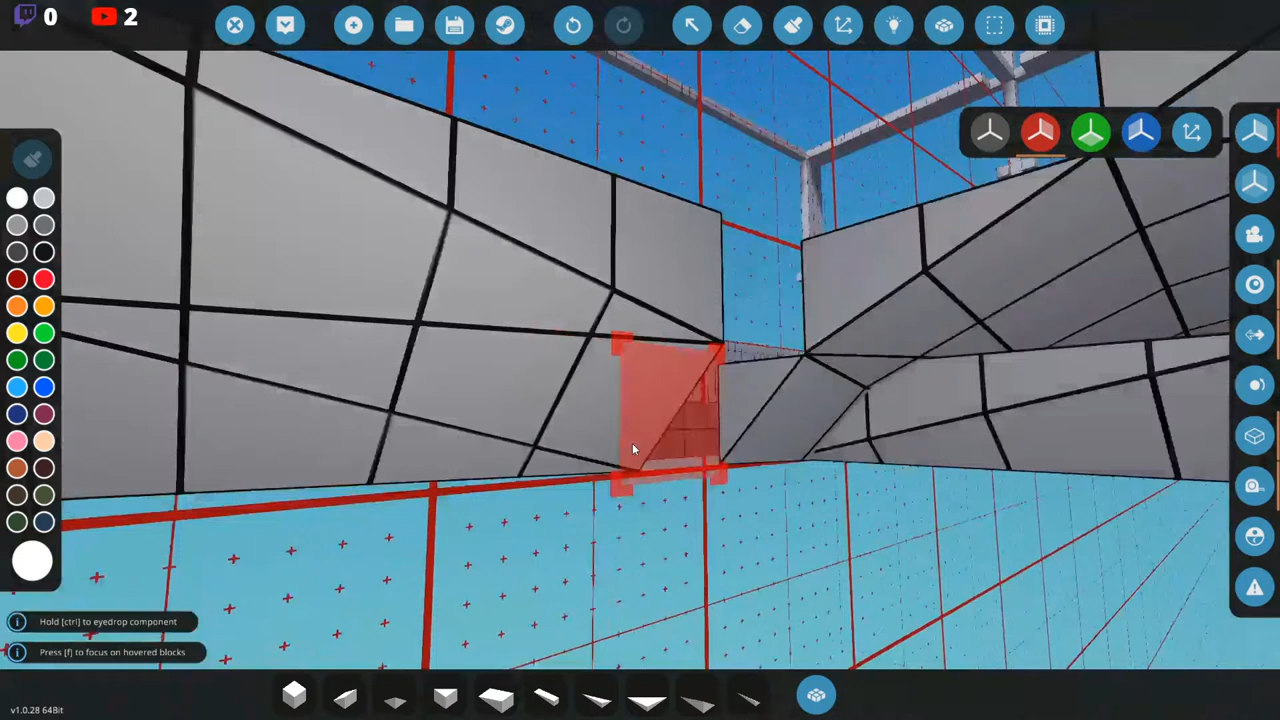 0 2
Hold [ctrl] to eyedrop component
Press [f] to focus on hovered blocks
v1.0.28 64Bit